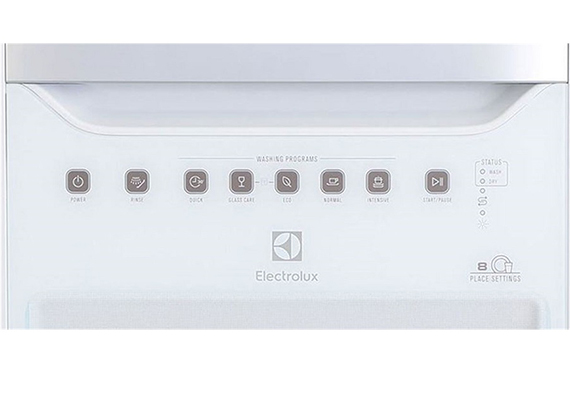 WASHING PROGRAMS
POWER
RINSE
QUICK
GLASS CARE
ECO
NORMAL
INTENSIVE
START/PAUSE
STATUS
WASH
DRY
Electrolux
8
PLACE SETTINGS